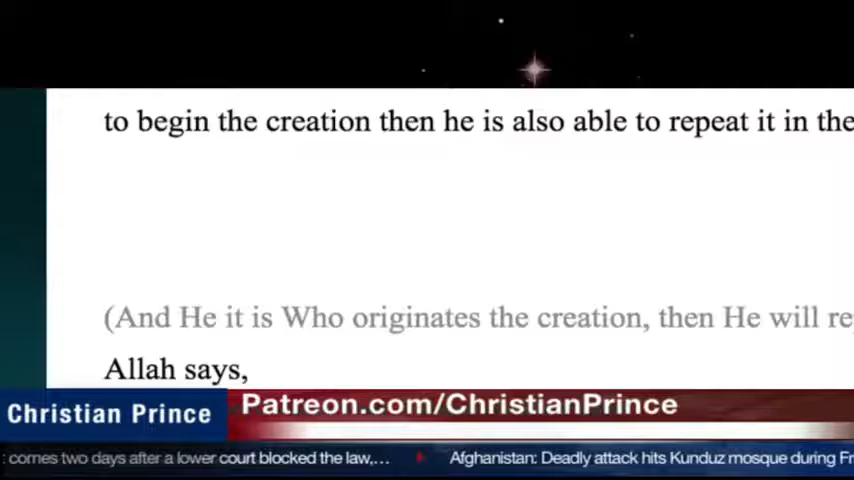 to begin the creation then he is also able to repeat it in the
(And He it is Who originates the creation, then He will re
Allah says,
Christian Prince
Patreon.com/ChristianPrince
comes two days after a lower court blocked the law,... Afghanistan: Deadly attack hits Kunduz mosque during Fr